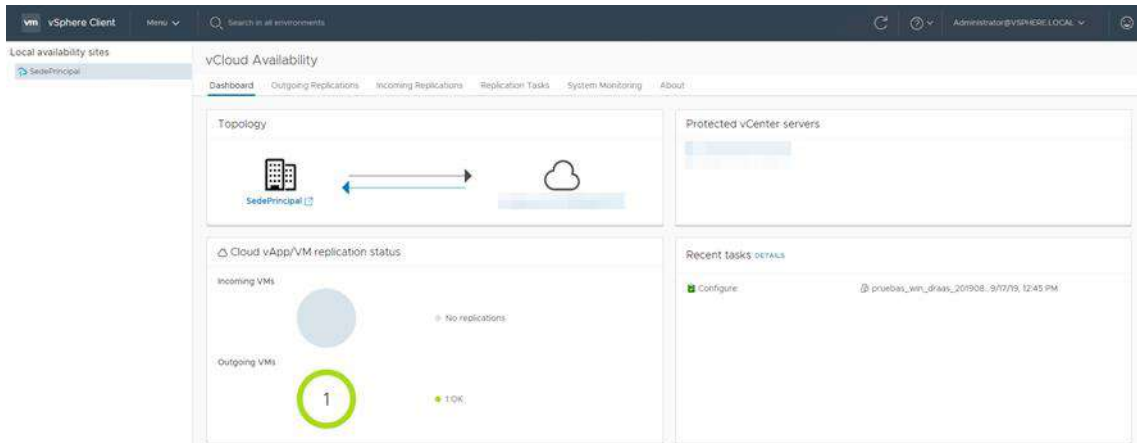 vm vSphere Client Menu Search in all environments Administrator@VSPHERE.LOCAL
Local availability sites
SedePrincipal
vCloud Availability
Dashboard Outgoing Replications Incoming Replications Replication Tasks System Monitoring About
Topology
SedePrincipal
Protected vCenter servers
Cloud vApp/VM replication status
Incoming VMs
No replications
Outgoing VMs
1
1 OK
Recent tasks DETAILS
Configure pruebas_win_draas_201908.. 9/17/19, 12:45 PM